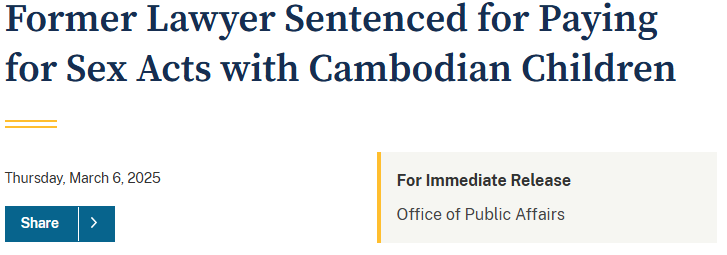 Former Lawyer Sentenced for Paying
for Sex Acts with Cambodian Children
Thursday, March 6, 2025
Share
For Immediate Release
Office of Public Affairs